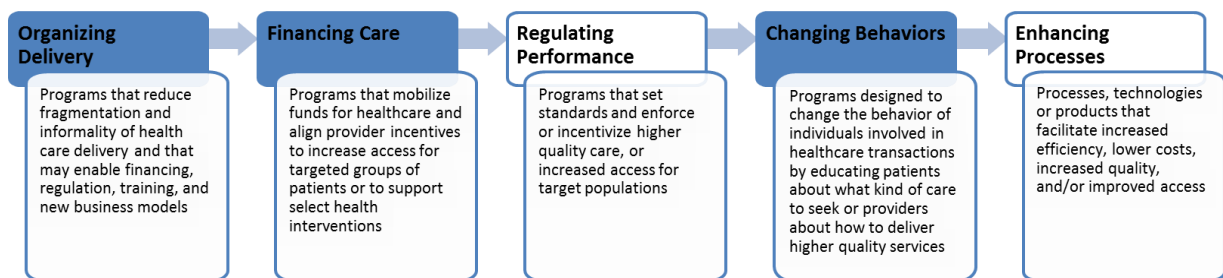 Organizing
Delivery
Programs that reduce
fragmentation and
informality of health
care delivery and that
may enable financing,
regulation, training, and
new business models
Financing Care
Programs that mobilize
funds for healthcare and
align provider incentives
to increase access for
targeted groups of
patients or to support
select health
interventions
Regulating
Performance
Programs that set
standards and enforce
or incentivize higher
quality care, or
increased access for
target populations
Changing Behaviors
Programs designed to
change the behavior of
individuals involved in
healthcare transactions
by educating patients
about what kind of care
to seek or providers
about how to deliver
higher quality services
Enhancing
Processes
Processes, technologies
or products that
facilitate increased
efficiency, lower costs,
increased quality,
and/or improved access